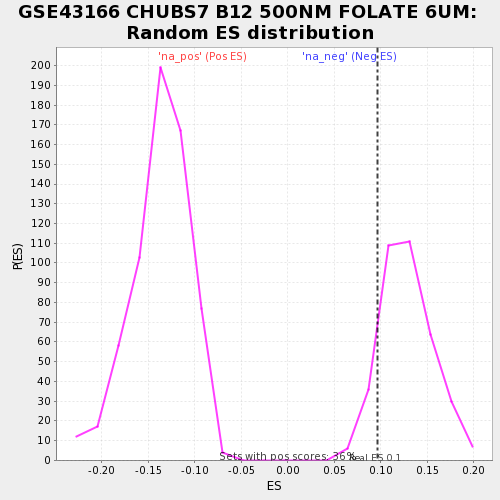 GSE43166 CHUBS7 B12 500NM FOLATE 6UM:
Random ES distribution
'na_pos' (Pos ES)
'na_neg' (Neg ES)
200
190
180
170
160
150
140
130
120
110
100
90
80
70
60
50
40
30
20
10
0
P(ES)
Sets with pos scores: 36%
Real ES 0.1
-0.20 -0.15 -0.10 -0.05 0.00 0.05 0.10 0.15 0.20
ES